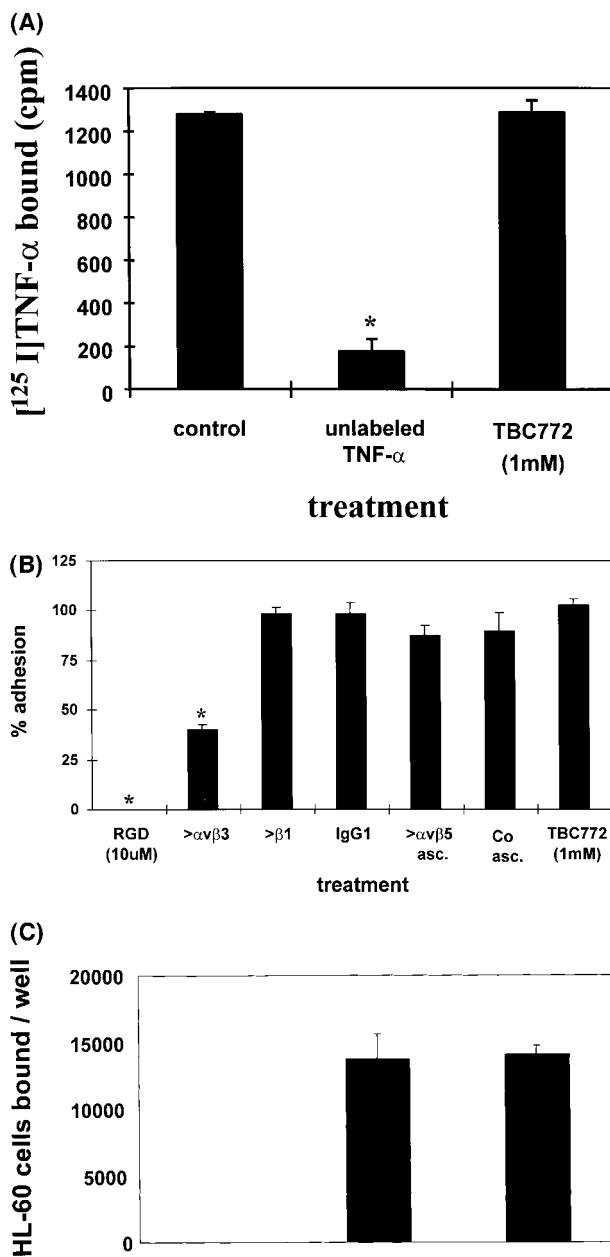 (A)
[¹²⁵ I]TNF-α bound (cpm)
1400
1200
1000
800
600
400
200
0
*
control
unlabeled
TNF-α
TBC772
(1mM)
treatment
(B)
% adhesion
125
100
75
50
25
0
*
*
RGD
(10uM)
>αvβ3
>β1
IgG1
>αvβ5
asc.
Co
asc.
TBC772
(1mM)
treatment
(C)
HL-60 cells bound / well
20000
15000
10000
5000
0